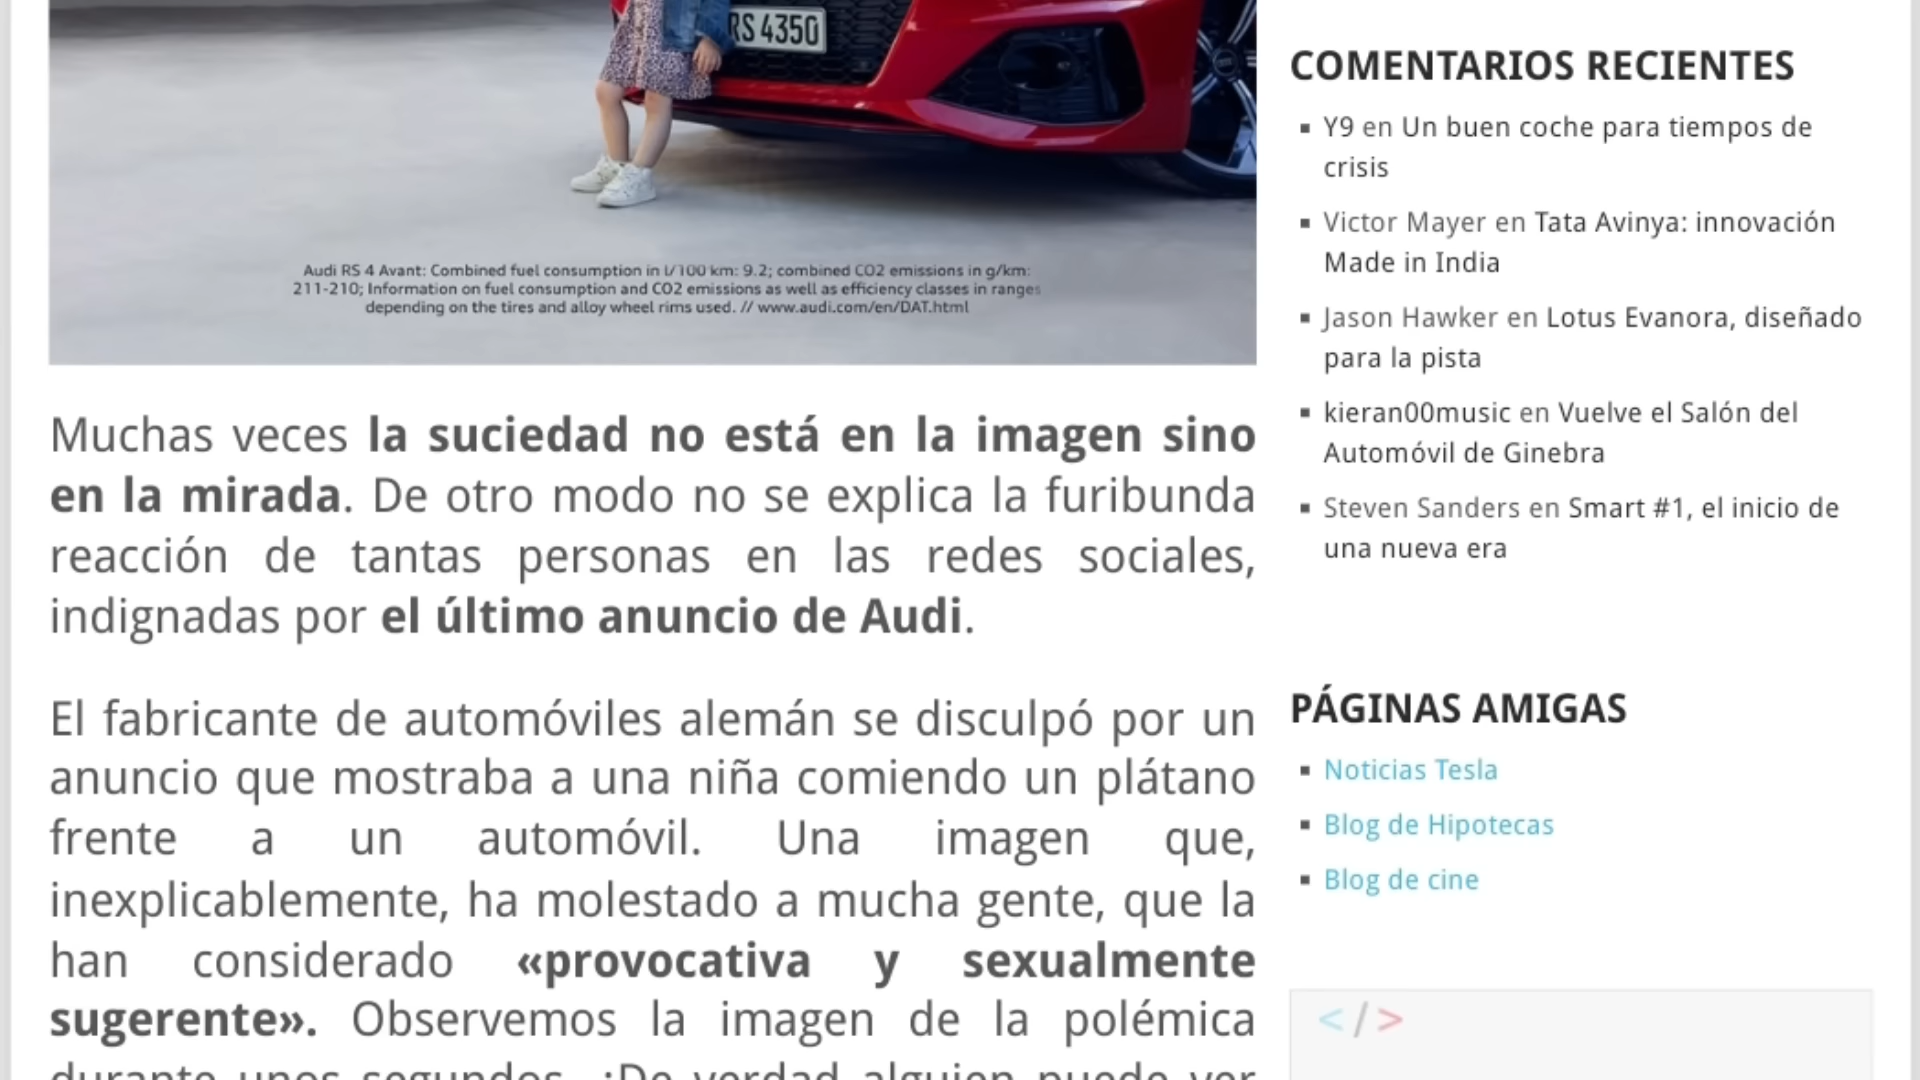 RS 4350
Audi RS 4 Avant: Combined fuel consumption in l/100 km: 9.2; combined CO2 emissions in g/km:
211-210; Information on fuel consumption and CO2 emissions as well as efficiency classes in ranges
depending on the tires and alloy wheel rims used. // www.audi.com/en/DAT.html
Muchas veces la suciedad no está en la imagen sino
en la mirada. De otro modo no se explica la furibunda
reacción de tantas personas en las redes sociales,
indignadas por el último anuncio de Audi.
El fabricante de automóviles alemán se disculpó por un
anuncio que mostraba a una niña comiendo un plátano
frente a un automóvil. Una imagen que,
inexplicablemente, ha molestado a mucha gente, que la
han considerado «provocativa y sexualmente
sugerente». Observemos la imagen de la polémica
durante unos segundos. ¿De verdad alguien puede ver
COMENTARIOS RECIENTES
Y9 en Un buen coche para tiempos de
crisis
Victor Mayer en Tata Avinya: innovación
Made in India
Jason Hawker en Lotus Evanora, diseñado
para la pista
kieran00music en Vuelve el Salón del
Automóvil de Ginebra
Steven Sanders en Smart #1, el inicio de
una nueva era
PÁGINAS AMIGAS
Noticias Tesla
Blog de Hipotecas
Blog de cine
</>